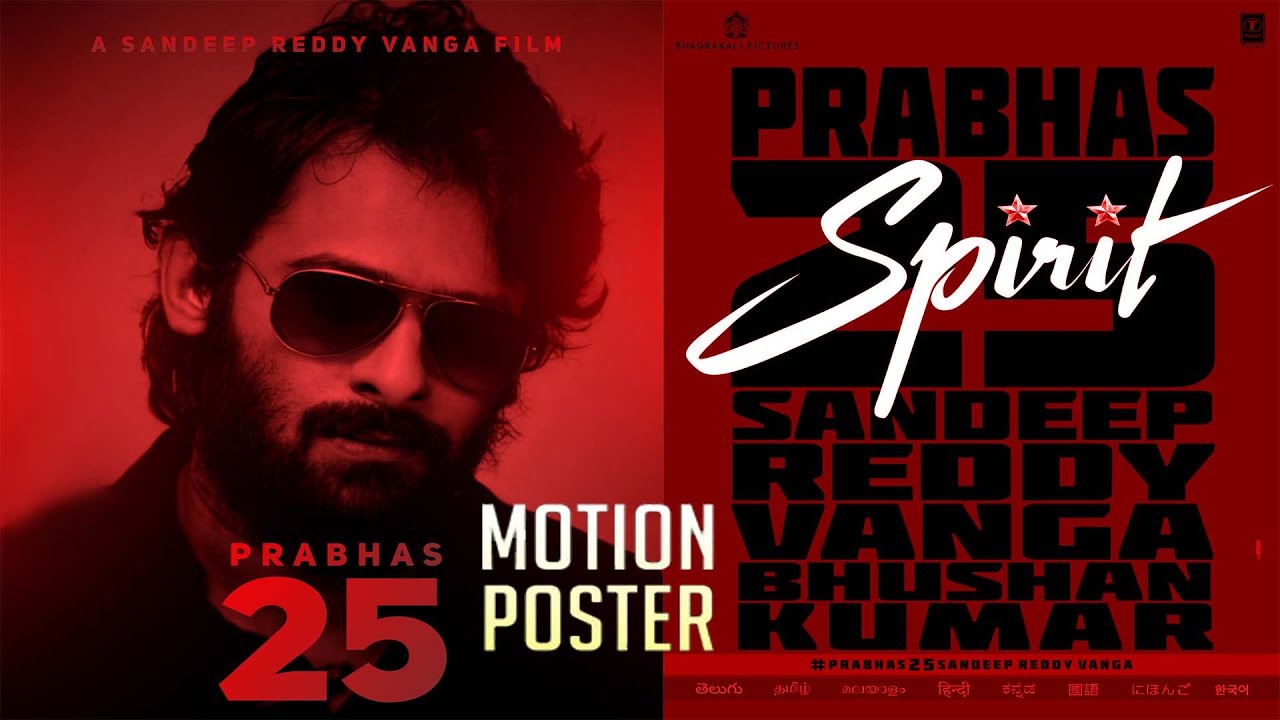 A SANDEEP REDDY VANGA FILM
PRABHAS
25
MOTION
POSTER
BHADRAKALI PICTURES
PRABHAS
25
Spirit
SANDEEP
REDDY
VANGA
BHUSHAN
KUMAR
#PRABHAS25SANDEEP REDDY VANGA
తెలుగు தமிழ் മലയാളം हिन्दी ಕನ್ನಡ 國語 にほんご 한국어